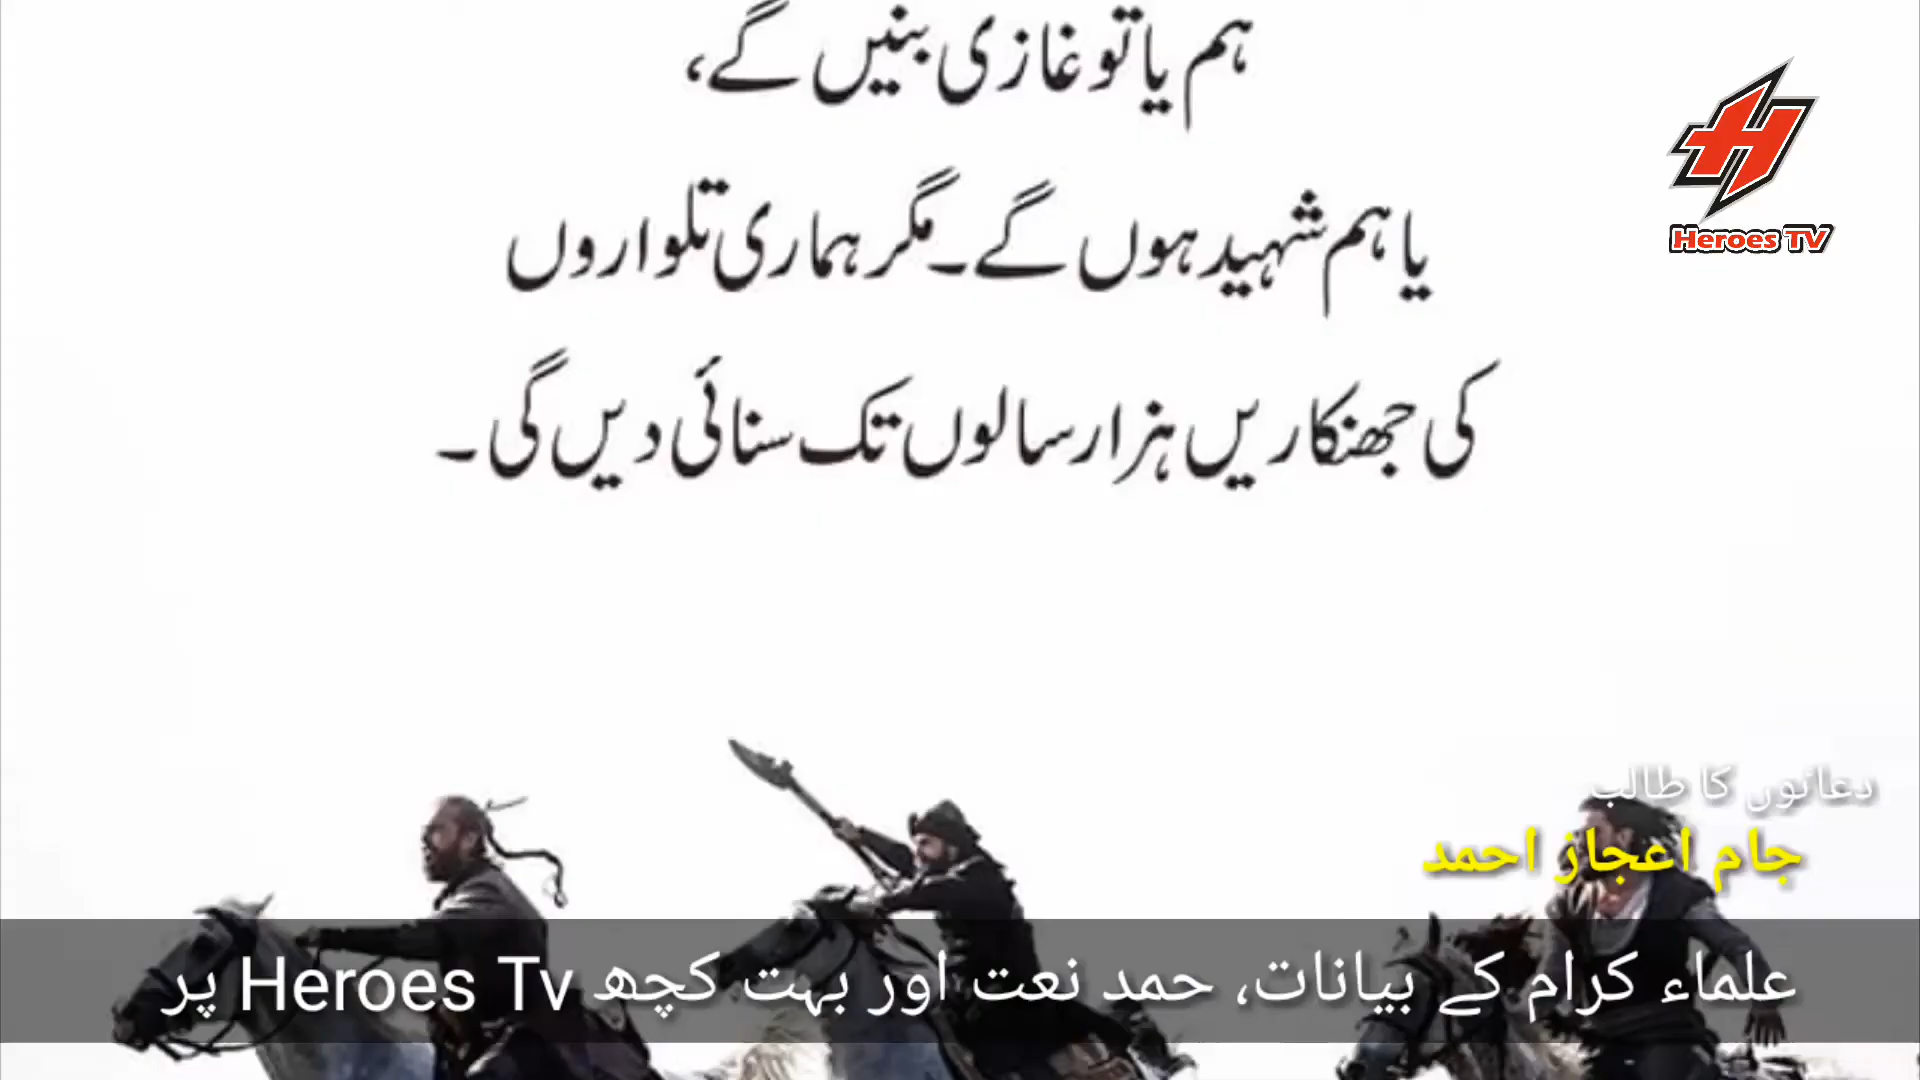 ہم یا تو غازی بنیں گے،
یا ہم شہید ہوں گے۔ مگر ہماری تلواروں
کی جھنکاریں ہزار سالوں تک سنائی دیں گی۔
Heroes TV
دعائوں کا طالب
جام اعجاز احمد
علماء کرام کے بیانات، حمد نعت اور بہت کچھ Heroes Tv پر